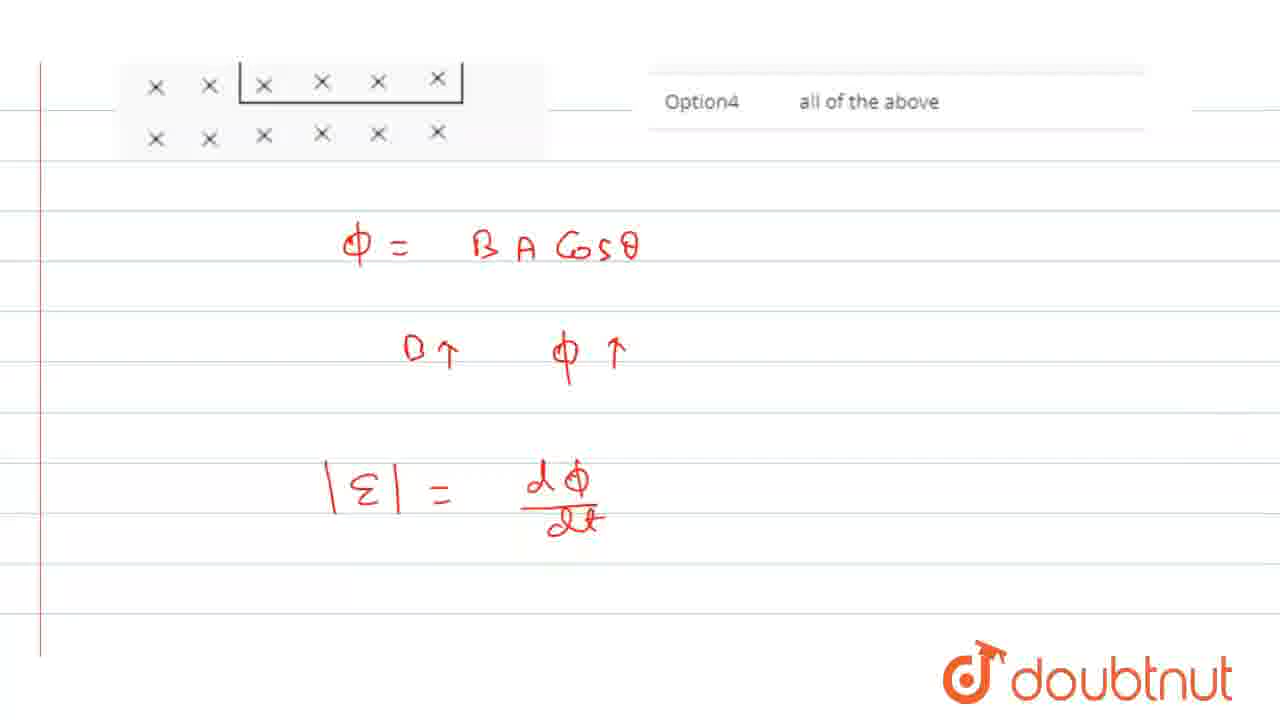 × × × × × ×
× × × × × ×
Option4 all of the above
ϕ = B A Cosθ
B↑ ϕ ↑
|ε| = dϕ/dt
doubtnut